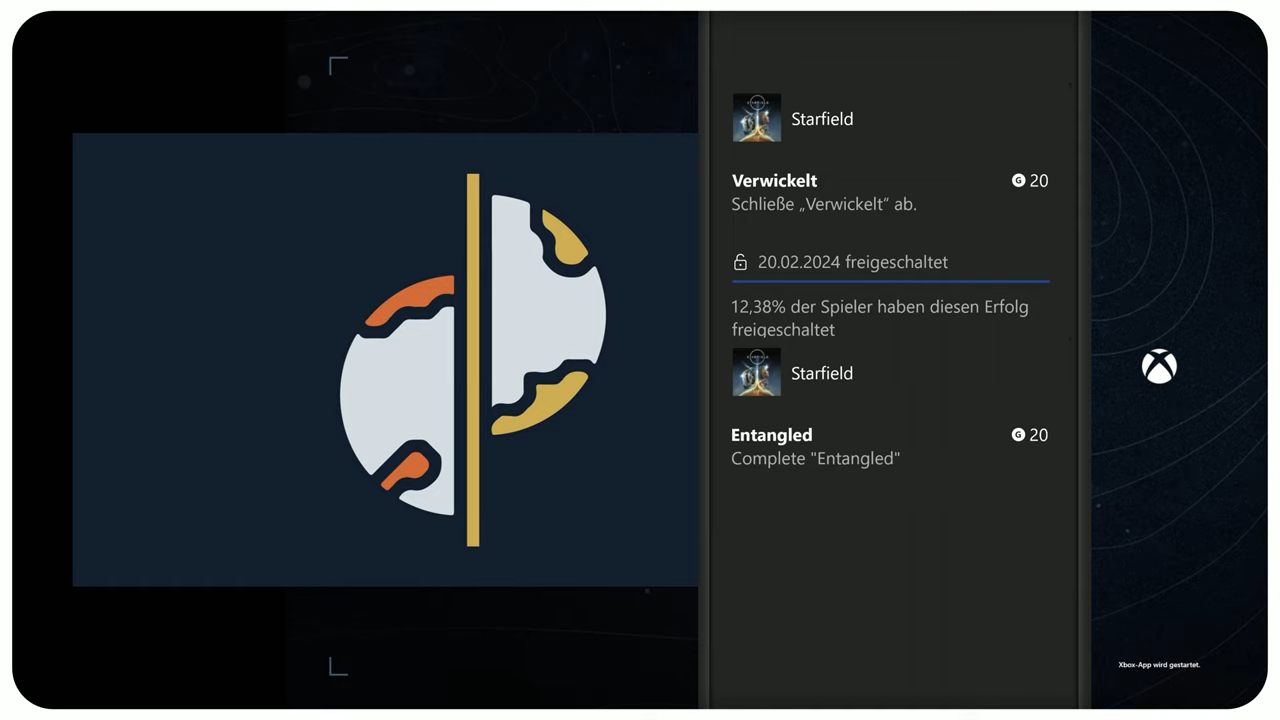 Starfield
Verwickelt
G 20
Schließe „Verwickelt“ ab.
20.02.2024 freigeschaltet
12,38% der Spieler haben diesen Erfolg
freigeschaltet
Starfield
Entangled
G 20
Complete "Entangled"
Xbox-App wird gestartet.